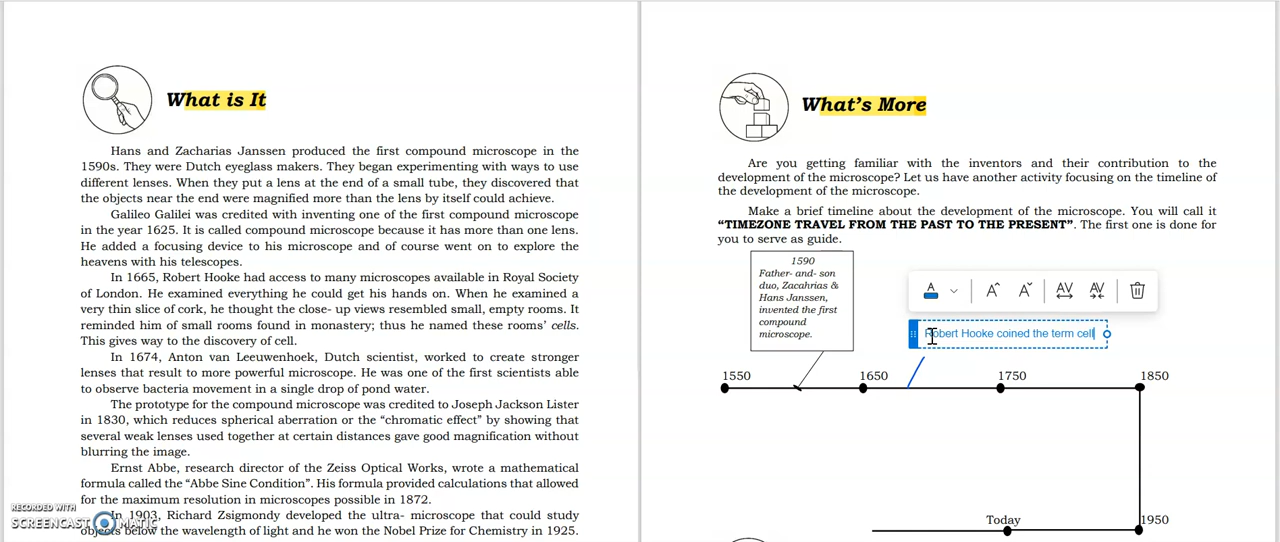 What is It
Hans and Zacharias Janssen produced the first compound microscope in the
1590s. They were Dutch eyeglass makers. They began experimenting with ways to use
different lenses. When they put a lens at the end of a small tube, they discovered that
the objects near the end were magnified more than the lens by itself could achieve.
Galileo Galilei was credited with inventing one of the first compound microscope
in the year 1625. It is called compound microscope because it has more than one lens.
He added a focusing device to his microscope and of course went on to explore the
heavens with his telescopes.
In 1665, Robert Hooke had access to many microscopes available in Royal Society
of London. He examined everything he could get his hands on. When he examined a
very thin slice of cork, he thought the close- up views resembled small, empty rooms. It
reminded him of small rooms found in monastery; thus he named these rooms’ cells.
This gives way to the discovery of cell.
In 1674, Anton van Leeuwenhoek, Dutch scientist, worked to create stronger
lenses that result to more powerful microscope. He was one of the first scientists able
to observe bacteria movement in a single drop of pond water.
The prototype for the compound microscope was credited to Joseph Jackson Lister
in 1830, which reduces spherical aberration or the “chromatic effect” by showing that
several weak lenses used together at certain distances gave good magnification without
blurring the image.
Ernst Abbe, research director of the Zeiss Optical Works, wrote a mathematical
formula called the “Abbe Sine Condition”. His formula provided calculations that allowed
for the maximum resolution in microscopes possible in 1872.
In 1903, Richard Zsigmondy developed the ultra- microscope that could study
objects below the wavelength of light and he won the Nobel Prize for Chemistry in 1925.
RECORDED WITH
SCREENCAST MATIC
What’s More
Are you getting familiar with the inventors and their contribution to the
development of the microscope? Let us have another activity focusing on the timeline of
the development of the microscope.
Make a brief timeline about the development of the microscope. You will call it
“TIMEZONE TRAVEL FROM THE PAST TO THE PRESENT”. The first one is done for
you to serve as guide.
1590
Father- and- son
duo, Zacahrias &
Hans Janssen,
invented the first
compound
microscope.
A A A AV AV
Robert Hooke coined the term cell
1550 1650 1750 1850
Today 1950